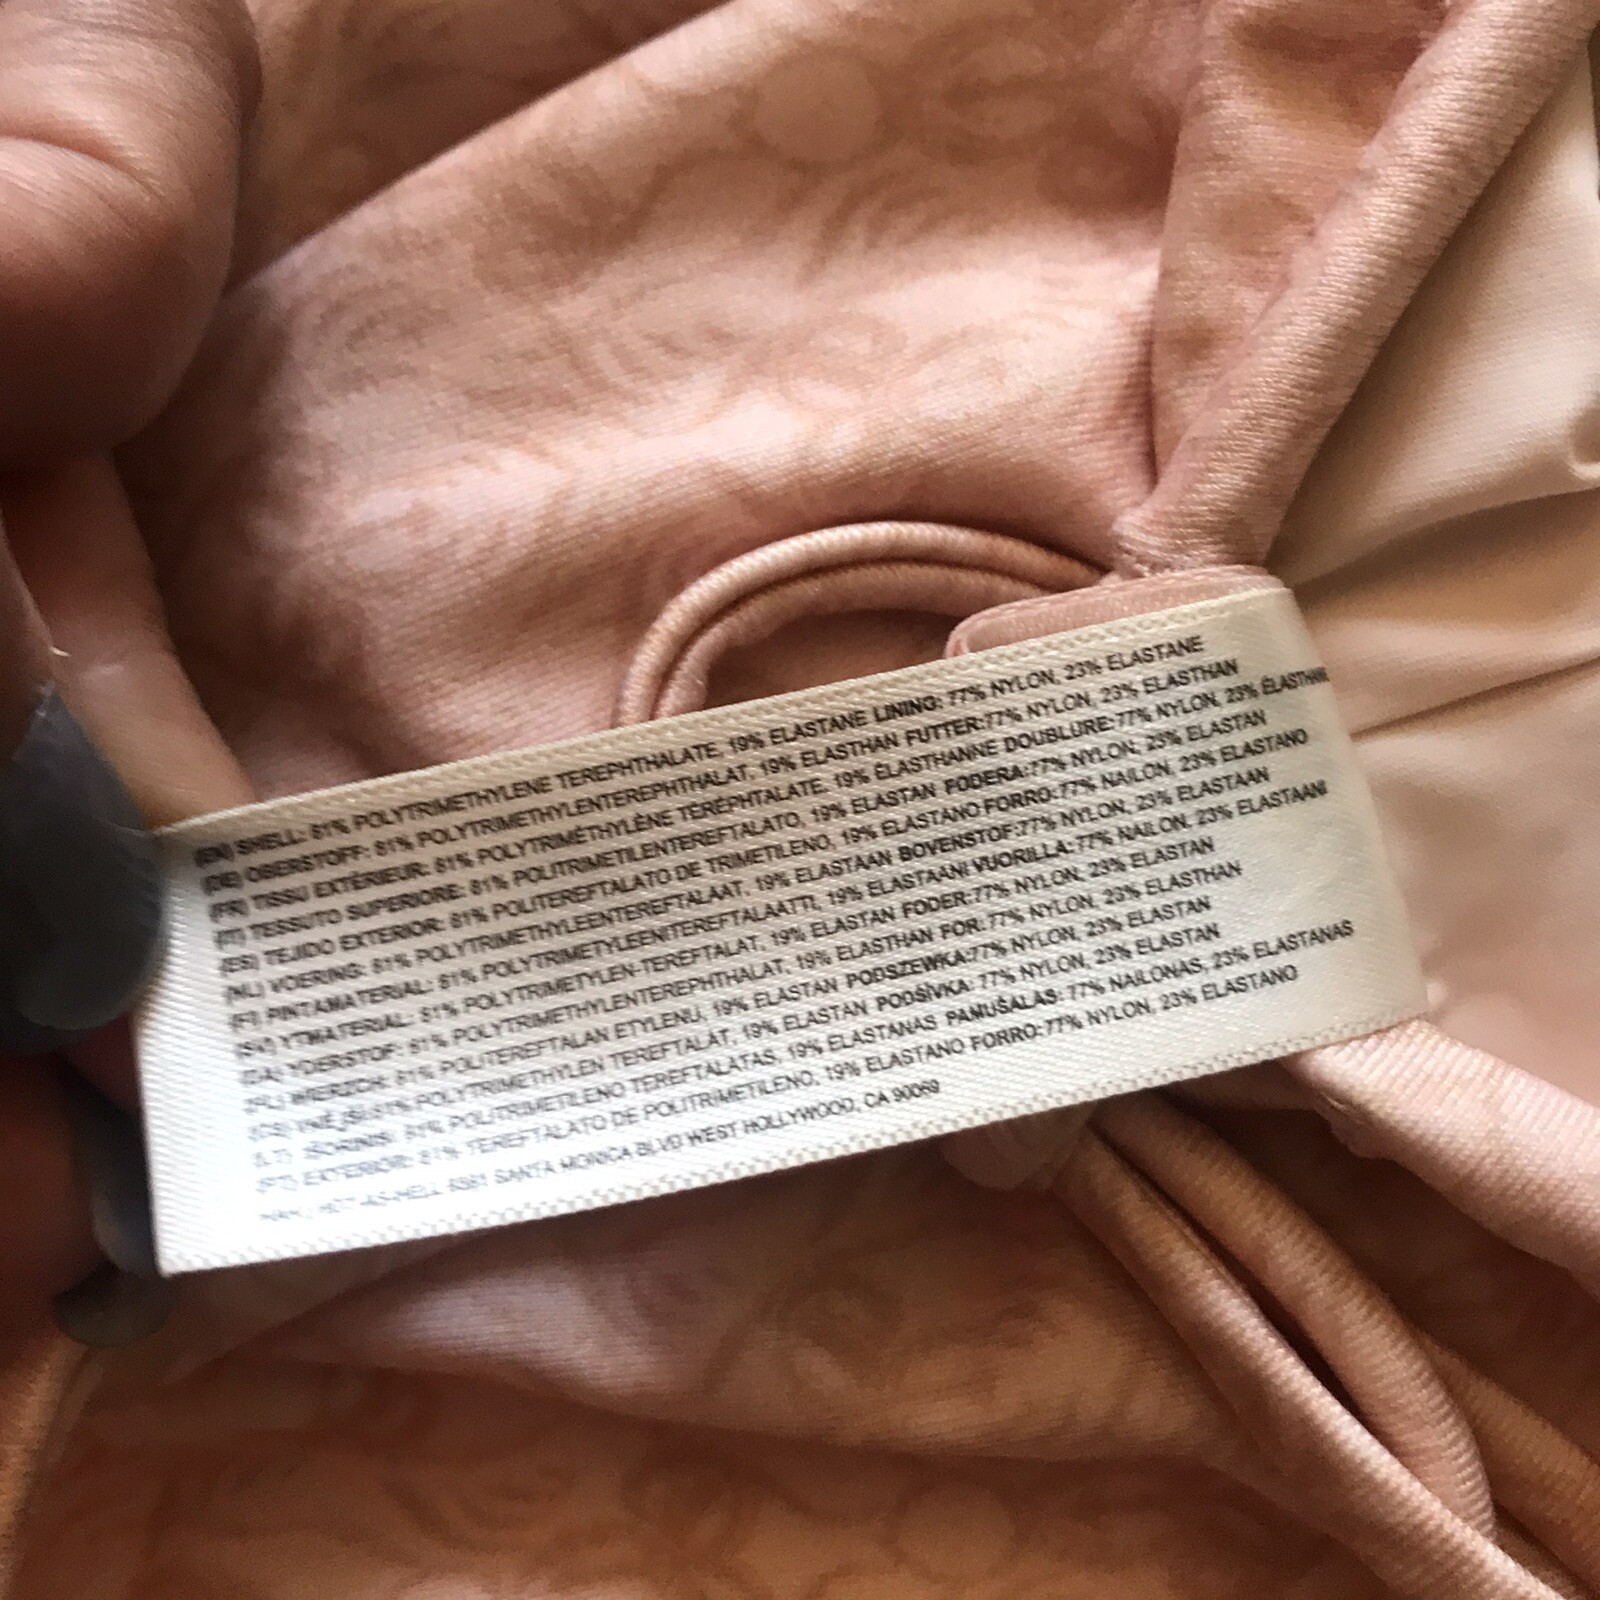 (EN) SHELL: 81% POLYTRIMETHYLENE TEREPHTHALATE, 19% ELASTANE LINING: 77% NYLON, 23% ELASTANE
(DE) OBERSTOFF: 81% POLYTRIMETHYLENTEREPHTHALAT, 19% ELASTHAN FUTTER:77% NYLON, 23% ELASTHAN
(FR) TISSU EXTÉRIEUR: 81% POLYTRIMÉTHYLÈNE TÉRÉPHTALATE, 19% ÉLASTHANNE DOUBLURE:77% NYLON, 23%
(IT) TESSUTO SUPERIORE: 81% POLITRIMETILENTEREFTALATO, 19% ELASTAN FODERA:77% NYLON, 23% ELASTAN
(ES) TEJIDO EXTERIOR: 81% POLITEREFTALATO DE TRIMETILENO, 19% ELASTANO FORRO:77% NAILON, 23% ELASTANO
(NL) VOERING: 81% POLYTRIMETHYLEENTEREFTALAAT, 19% ELASTAAN BOVENSTOF:77% NYLON, 23% ELASTAAN
(FI) PINTAMATERIAL: 81% POLYTRIMETYLEENITEREFTALAATTI, 19% ELASTAANI VUORILLA:77% NAILON, 23% ELASTAANI
(SV) YTMATERIAL: 81% POLYTRIMETYLEN-TEREFTALAT, 19% ELASTAN FODER:77% NYLON, 23% ELASTAN
(DA) YDERSTOF: 81% POLYTRIMETHYLENTEREPHTHALAT, 19% ELASTHAN FOR:77% NYLON, 23% ELASTHAN
(PL) WIERZCH: 81% POLITEREFTALAN ETYLENU, 19% ELASTAN PODSZEWKA:77% NYLON, 23% ELASTAN
(CS) VNĚJŠÍ:81% POLYTRIMETHYLEN TEREFTALÁT, 19% ELASTAN PODŠÍVKA: 77% NYLON, 23% ELASTAN
(LT) IŠORINIS: 81% POLITRIMETILENO TEREFTALATAS, 19% ELASTANAS PAMUŠALAS: 77% NAILONAS, 23% ELASTANAS
(PT) EXTERIOR: 81% TEREFTALATO DE POLITRIMETILENO, 19% ELASTANO FORRO:77% NYLON, 23% ELASTANO
HOT-AS-HELL SANTA MONICA BLVD WEST HOLLYWOOD, CA 90069